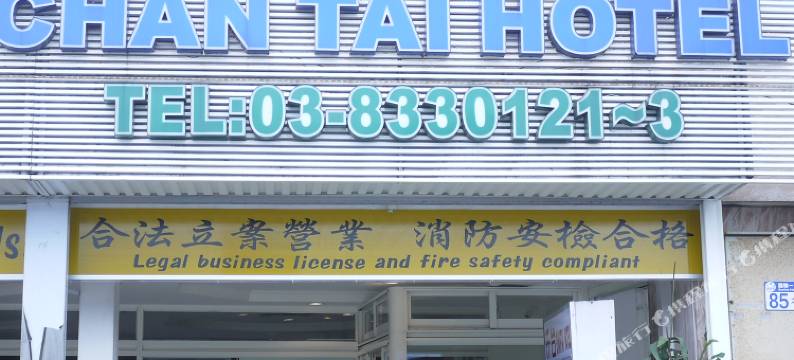 CHAN TAI HOTEL
TEL:03-8330121~3
合法立案營業 消防安檢合格
Legal business license and fire safety compliant
85